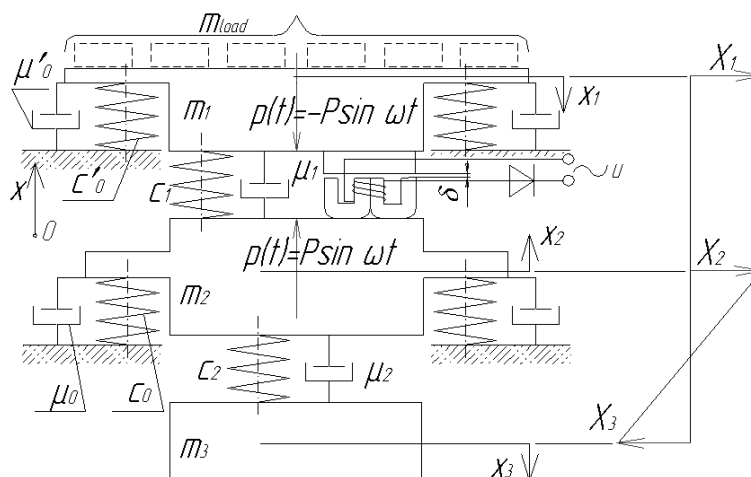 m_load
μ'₀
m₁
p(t)=-Psin ωt
x₁
X₁
x
c'₀
c₁
μ₁
δ
u
0
p(t)=Psin ωt
x₂
X₂
m₂
μ₀
c₀
c₂
μ₂
X₃
m₃
x₃